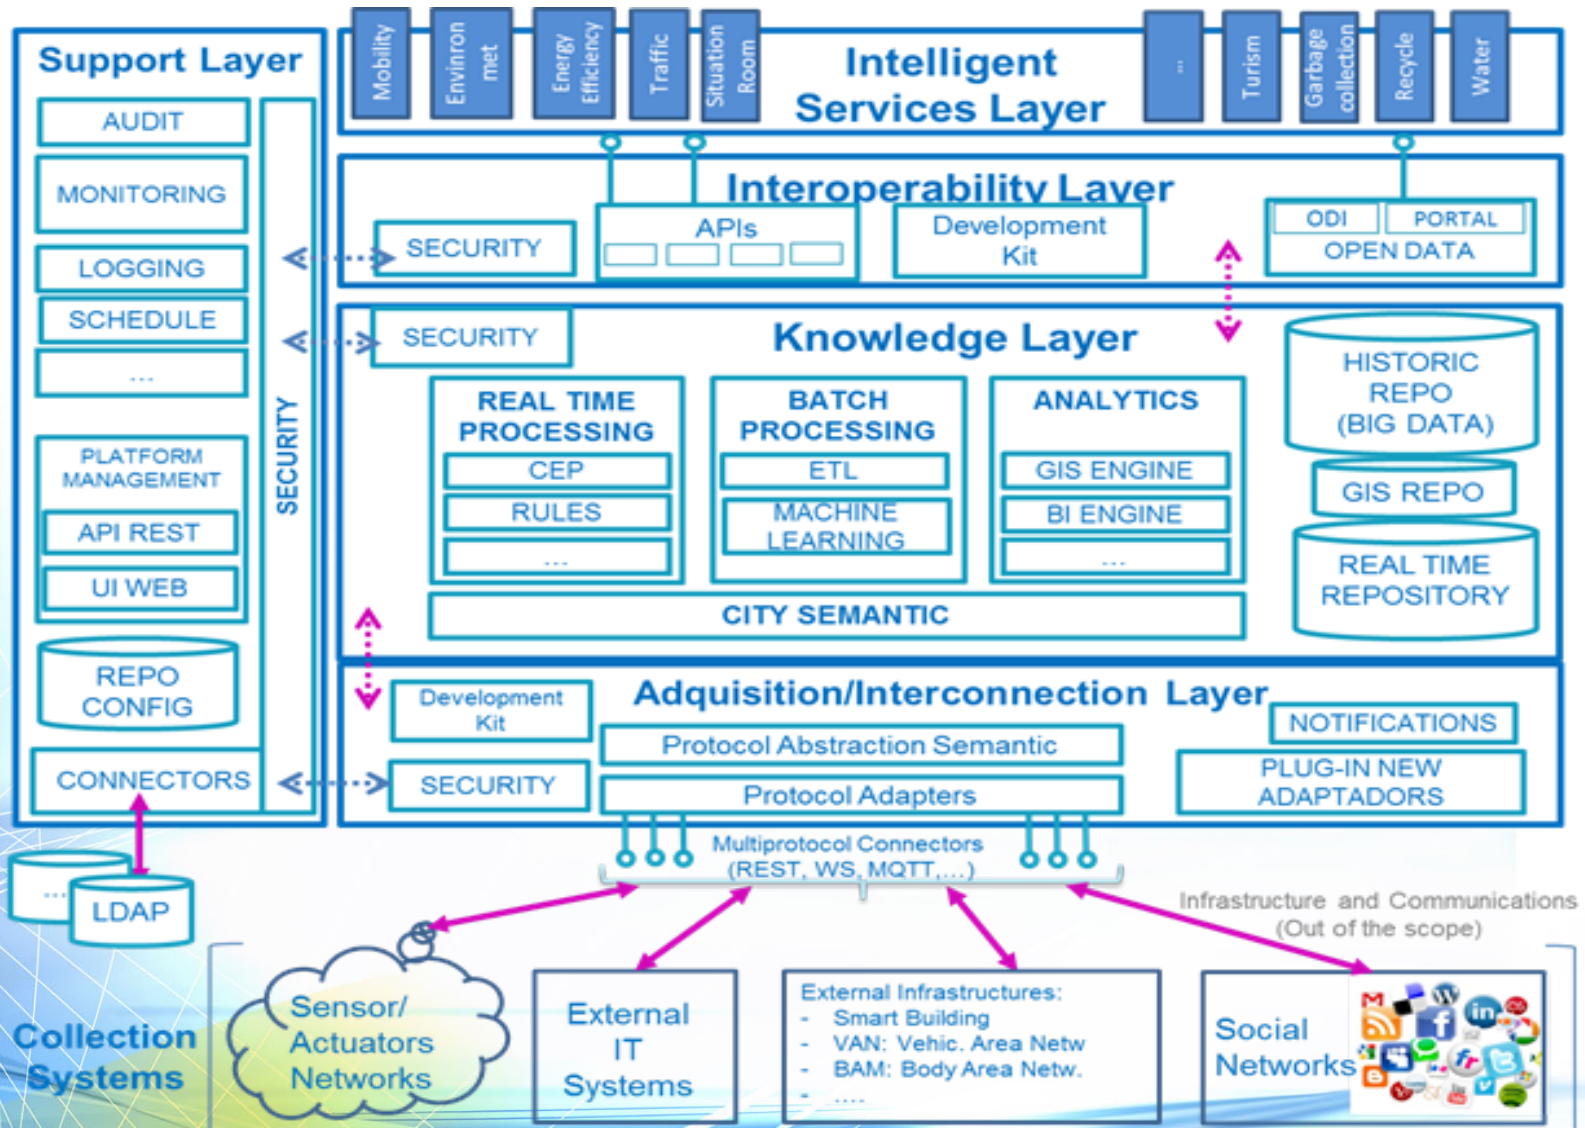 Support Layer
AUDIT
MONITORING
LOGGING
SCHEDULE
...
PLATFORM
MANAGEMENT
API REST
UI WEB
REPO
CONFIG
CONNECTORS
SECURITY
...
LDAP
Mobility
Envinron
met
Energy
Efficiency
Traffic
Situation
Room
Intelligent
Services Layer
...
Turism
Garbage
collection
Recycle
Water
Interoperability Layer
SECURITY
APIs
Development
Kit
ODI
PORTAL
OPEN DATA
Knowledge Layer
SECURITY
REAL TIME
PROCESSING
CEP
RULES
...
BATCH
PROCESSING
ETL
MACHINE
LEARNING
ANALYTICS
GIS ENGINE
BI ENGINE
...
CITY SEMANTIC
HISTORIC
REPO
(BIG DATA)
GIS REPO
REAL TIME
REPOSITORY
Adquisition/Interconnection Layer
Development
Kit
SECURITY
Protocol Abstraction Semantic
Protocol Adapters
NOTIFICATIONS
PLUG-IN NEW
ADAPTADORS
Multiprotocol Connectors
(REST, WS, MQTT,...)
Infrastructure and Communications
(Out of the scope)
Collection
Systems
Sensor/
Actuators
Networks
External
IT
Systems
External Infrastructures:
- Smart Building
- VAN: Vehic. Area Netw
- BAM: Body Area Netw.
- ....
Social
Networks